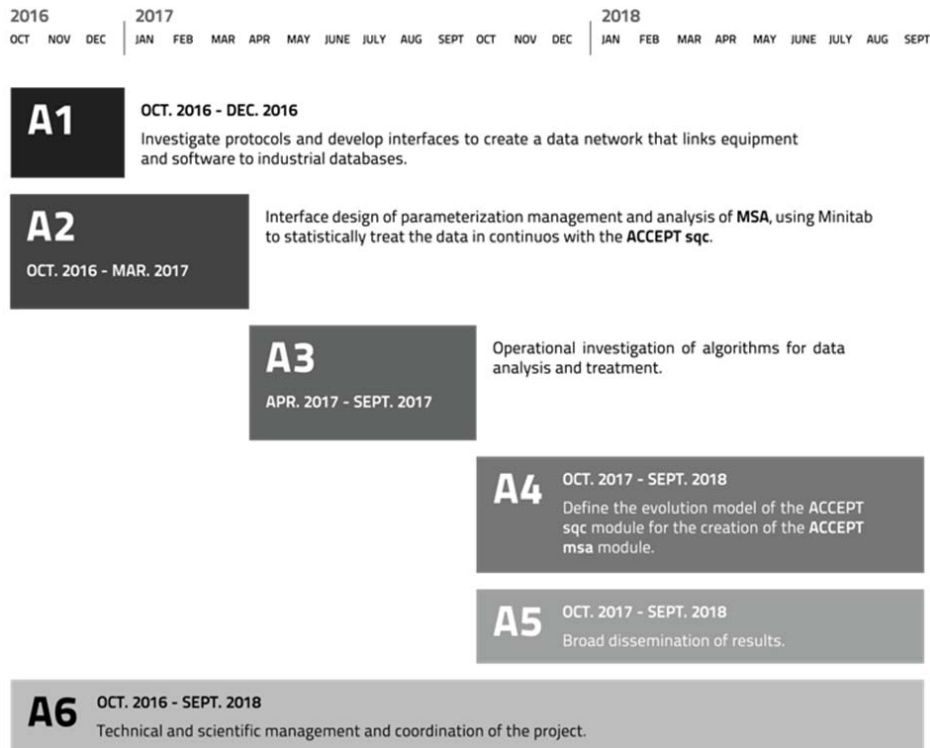 2016 2017 2018
OCT NOV DEC JAN FEB MAR APR MAY JUNE JULY AUG SEPT OCT NOV DEC JAN FEB MAR APR MAY JUNE JULY AUG SEPT
A1
OCT. 2016 - DEC. 2016
Investigate protocols and develop interfaces to create a data network that links equipment
and software to industrial databases.
A2
OCT. 2016 - MAR. 2017
Interface design of parameterization management and analysis of MSA, using Minitab
to statistically treat the data in continuos with the ACCEPT sqc.
A3
APR. 2017 - SEPT. 2017
Operational investigation of algorithms for data
analysis and treatment.
A4
OCT. 2017 - SEPT. 2018
Define the evolution model of the ACCEPT
sqc module for the creation of the ACCEPT
msa module.
A5
OCT. 2017 - SEPT. 2018
Broad dissemination of results.
A6
OCT. 2016 - SEPT. 2018
Technical and scientific management and coordination of the project.